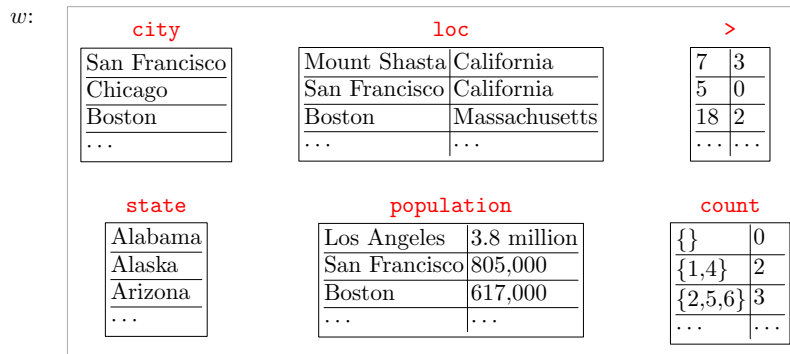 w:
city loc >
San Francisco Mount Shasta California 7 3
Chicago San Francisco California 5 0
Boston Boston Massachusetts 18 2
... ... ... ... ...
state population count
Alabama Los Angeles 3.8 million {} 0
Alaska San Francisco 805,000 {1,4} 2
Arizona Boston 617,000 {2,5,6} 3
... ... ... ... ...